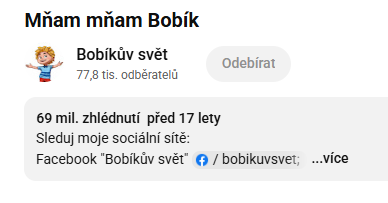 Mňam mňam Bobík
Bobíkův svět
77,8 tis. odběratelů
Odebírat
69 mil. zhlédnutí  před 17 lety
Sleduj moje sociální sítě:
Facebook "Bobíkův svět" / bobikuvsvet; ...více